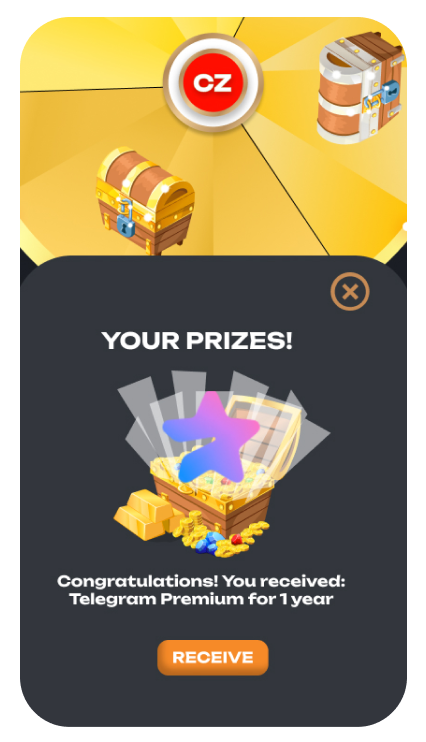 CZ
YOUR PRIZES!
Congratulations! You received:
Telegram Premium for 1 year
RECEIVE